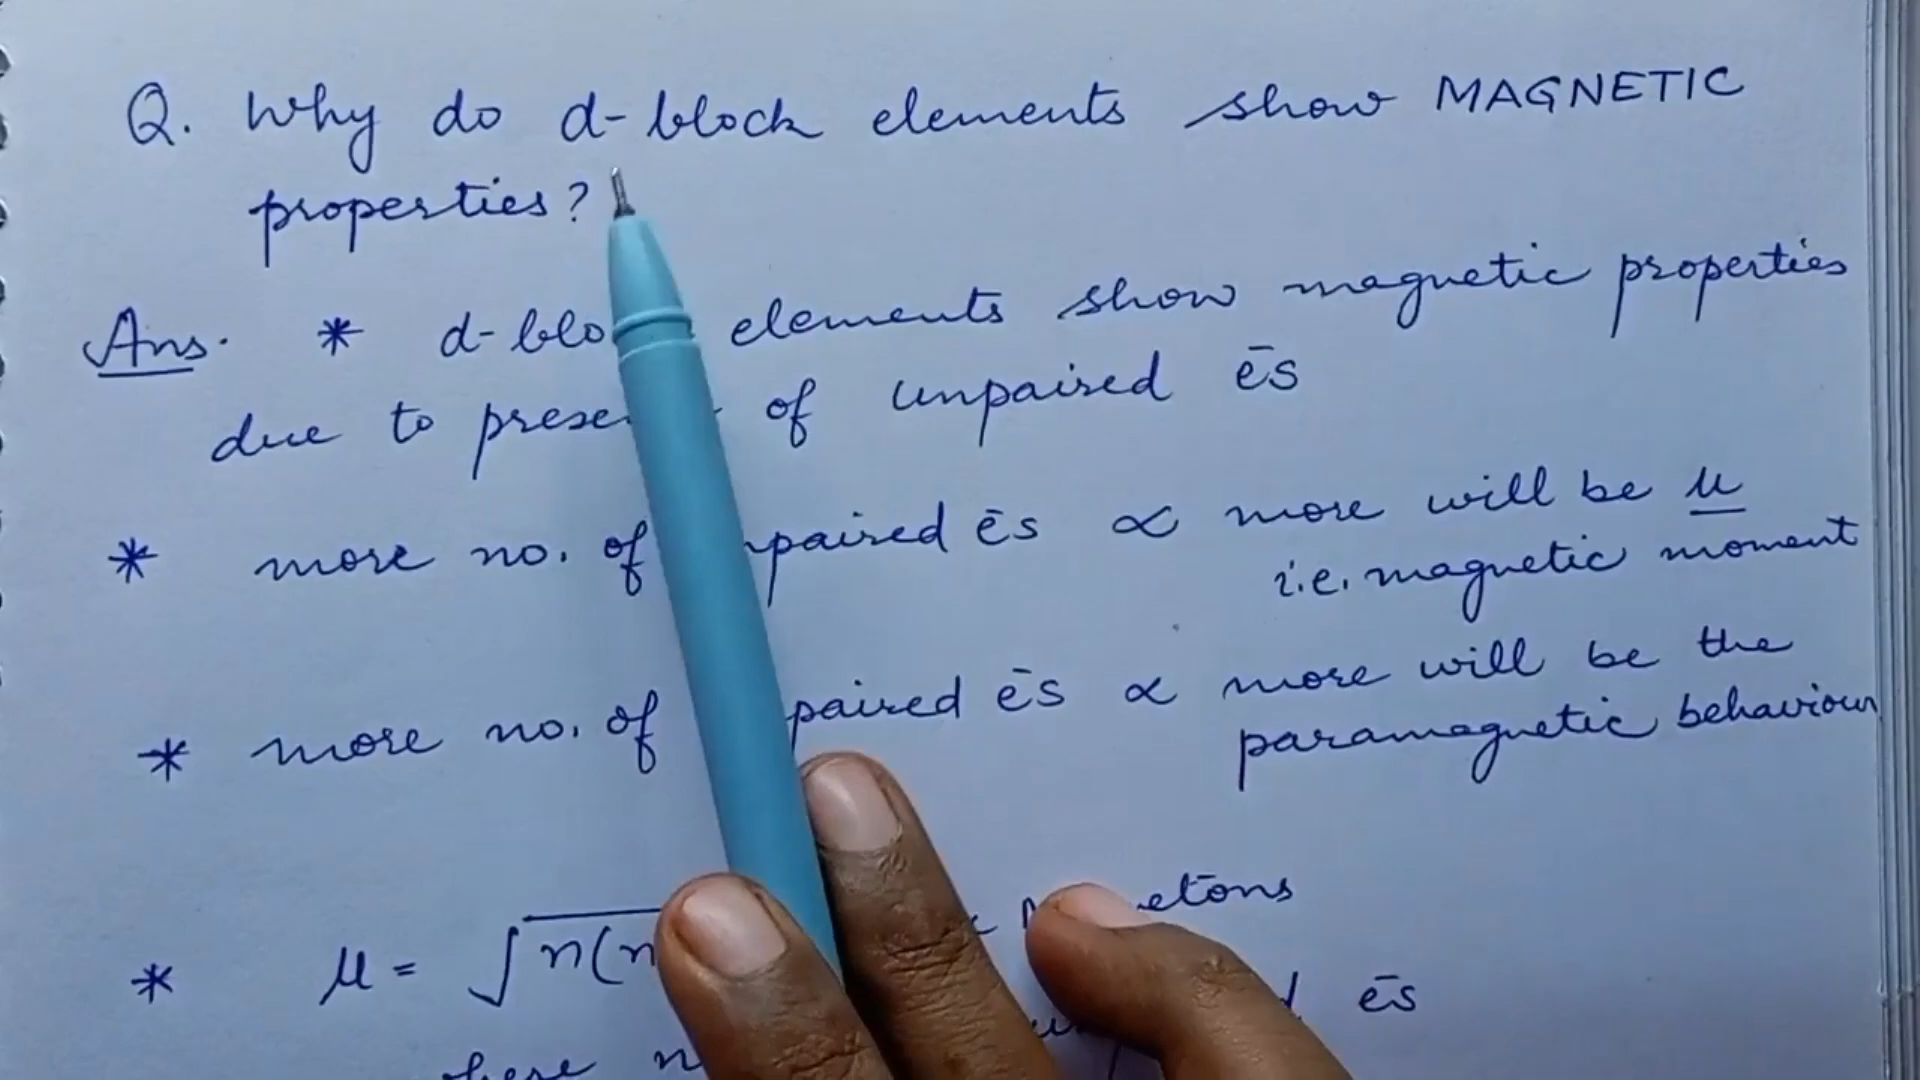 Q. Why do d-block elements show MAGNETIC
properties?
Ans. * d-blo elements show magnetic properties
due to prese of unpaired ēs
* more no. of paired ēs ∝ more will be μ
i.e. magnetic moment
* more no. of paired ēs ∝ more will be the
paramagnetic behaviour
* μ = √n(n etons
here n ēs